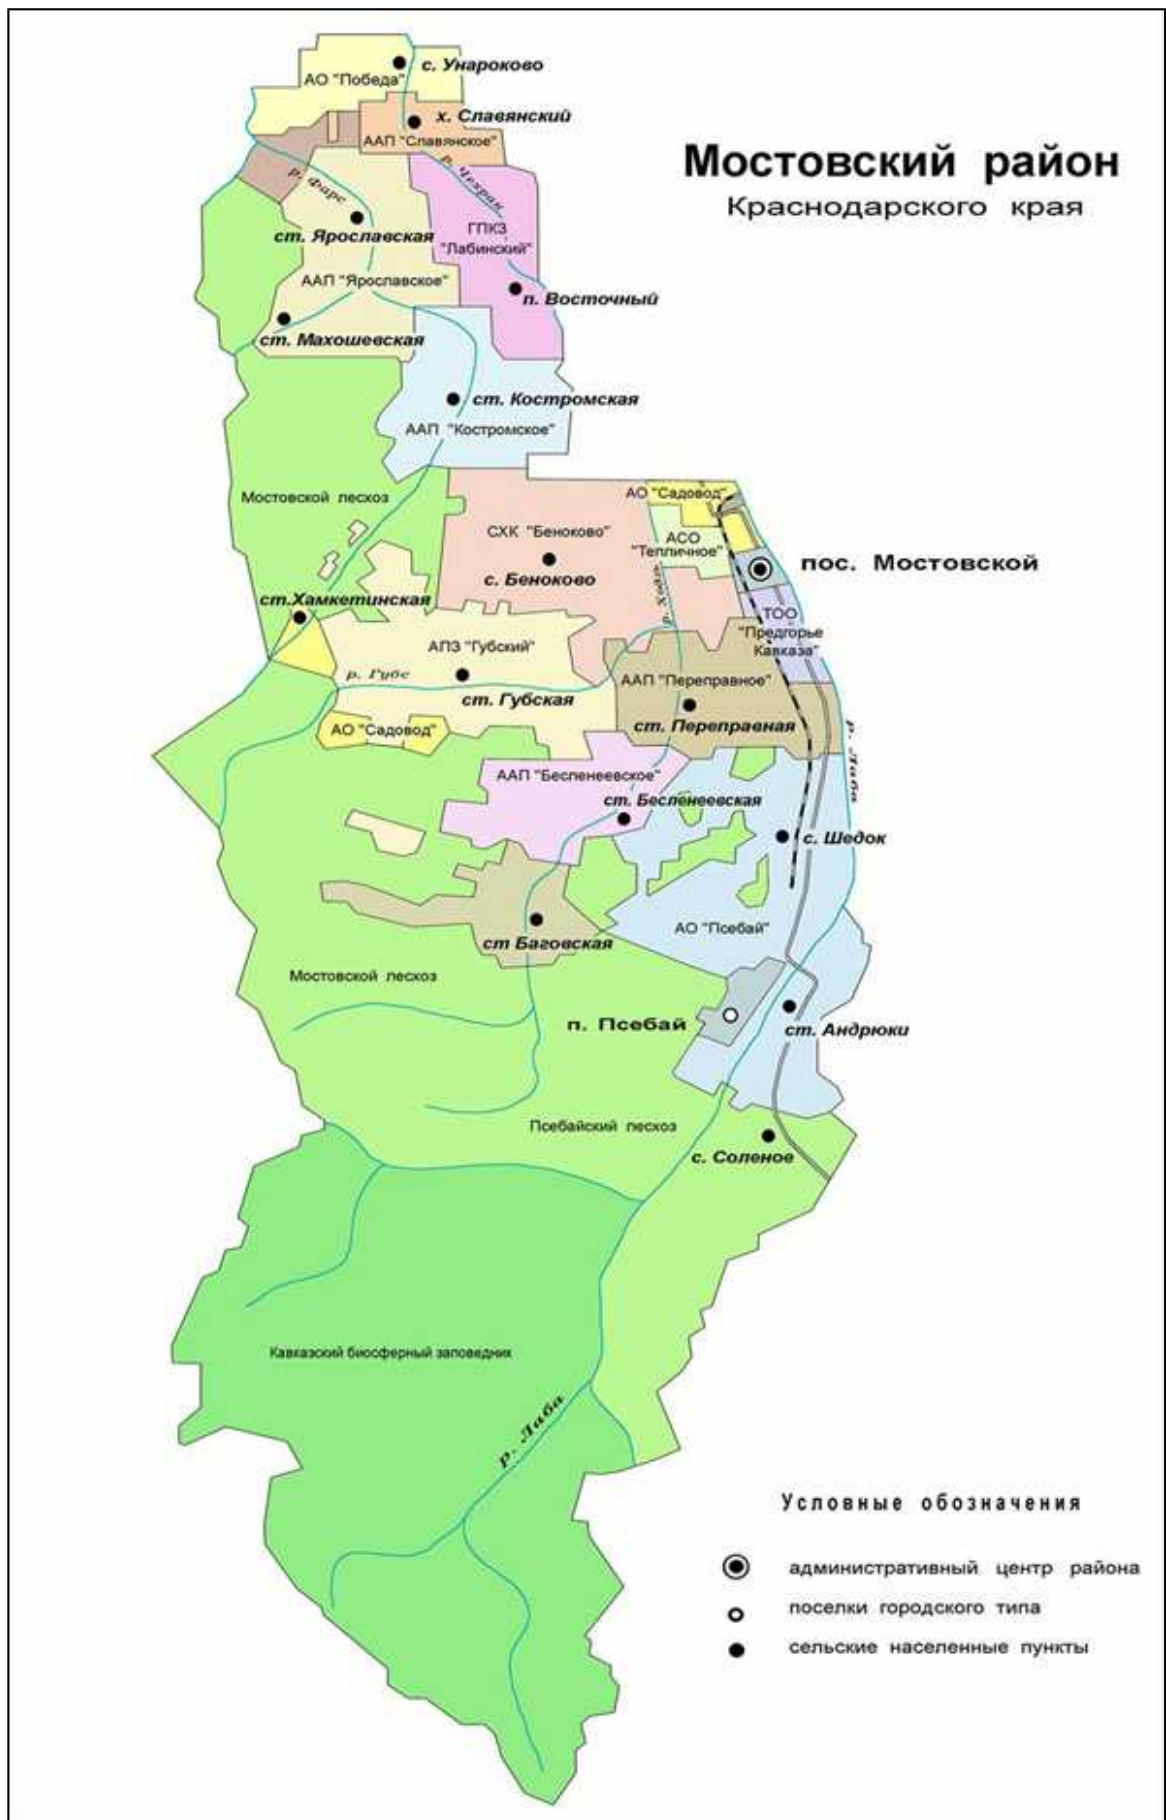 с. Унароково
АО "Победа"
х. Славянский
ААП "Славянское"
Мостовский район
Краснодарского края
р. Чехрак
р. Фарс
ГПКЗ
"Лабинский"
ст. Ярославская
ААП "Ярославское"
п. Восточный
ст. Махошевская
ст. Костромская
ААП "Костромское"
Мостовской лесхоз
АО "Садовод"
СХК "Беноково"
АСО
"Тепличное"
с. Беноково
пос. Мостовской
р. Ходзь
ст.Хамкетинская
ТОО
"Предгорье
Кавказа"
АПЗ "Губский"
р. Губс
ААП "Переправное"
ст. Губская
ст. Переправная
АО "Садовод"
р. Лаба
ААП "Бесленеевское"
ст. Бесленеевская
с. Шедок
АО "Псебай"
ст Баговская
Мостовской лесхоз
п. Псебай
ст. Андрюки
Псебайский лесхоз
с. Соленое
Кавказский биосферный заповедник
р. Лаба
Условные обозначения
административный центр района
поселки городского типа
сельские населенные пункты